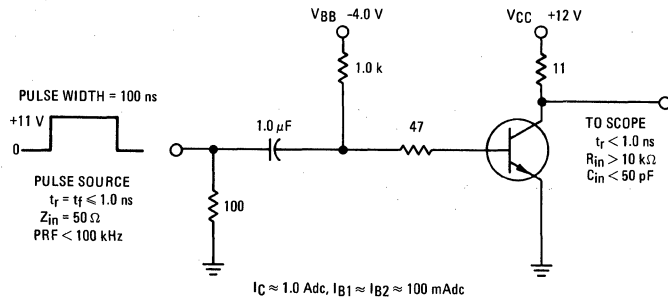 VBB -4.0 V
VCC +12 V
1.0 k
11
PULSE WIDTH = 100 ns
+11 V
0
1.0 μF
47
TO SCOPE
tr < 1.0 ns
Rin > 10 kΩ
Cin < 50 pF
PULSE SOURCE
tr = tf ≤ 1.0 ns
Zin = 50 Ω
PRF < 100 kHz
100
IC ≈ 1.0 Adc, IB1 ≈ IB2 ≈ 100 mAdc